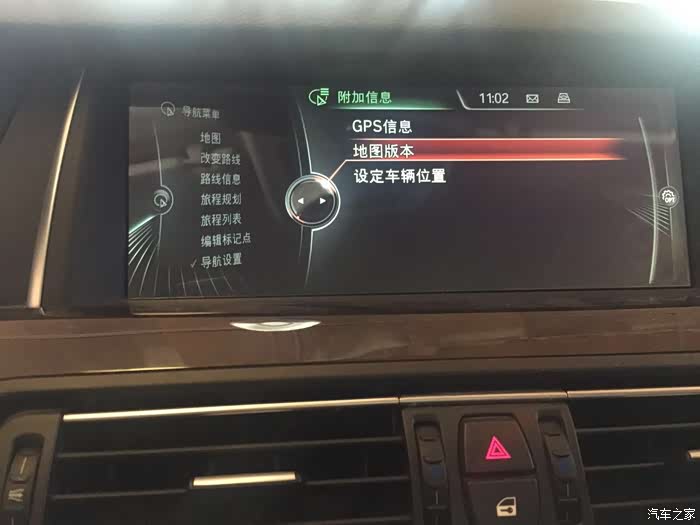 附加信息
11:02
导航菜单
地图
改变路线
路线信息
旅程规划
旅程列表
编辑标记点
✓导航设置
GPS信息
地图版本
设定车辆位置
OPT
汽车之家